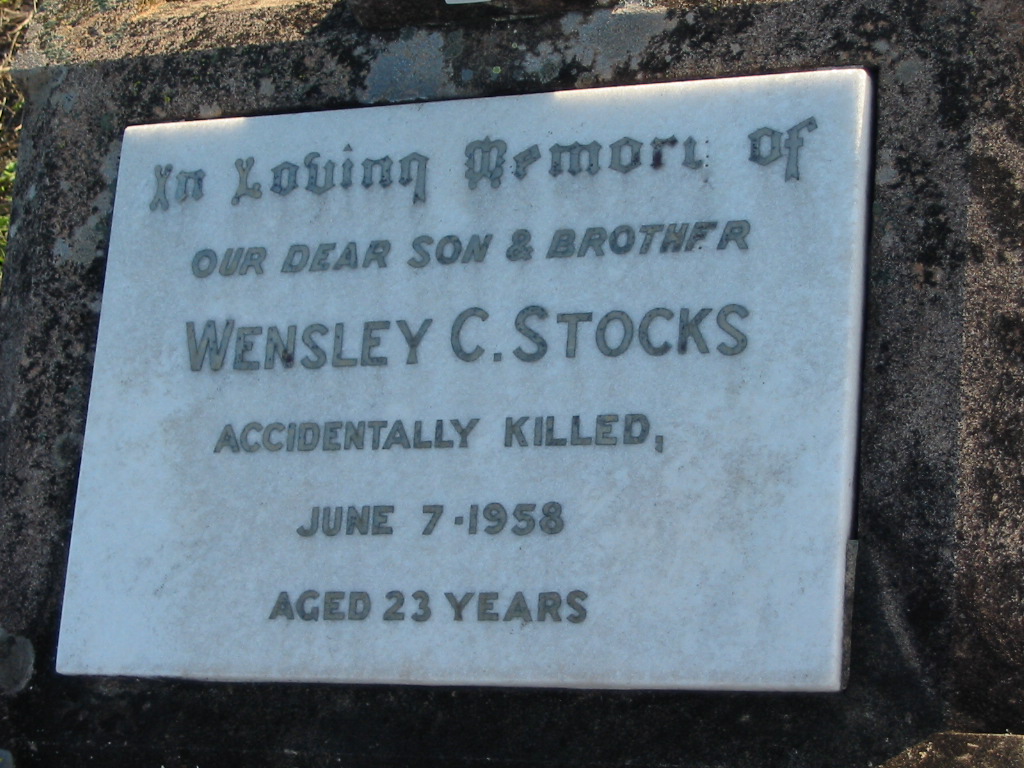 In Loving Memory of
OUR DEAR SON & BROTHER
WENSLEY C. STOCKS
ACCIDENTALLY KILLED,
JUNE 7·1958
AGED 23 YEARS